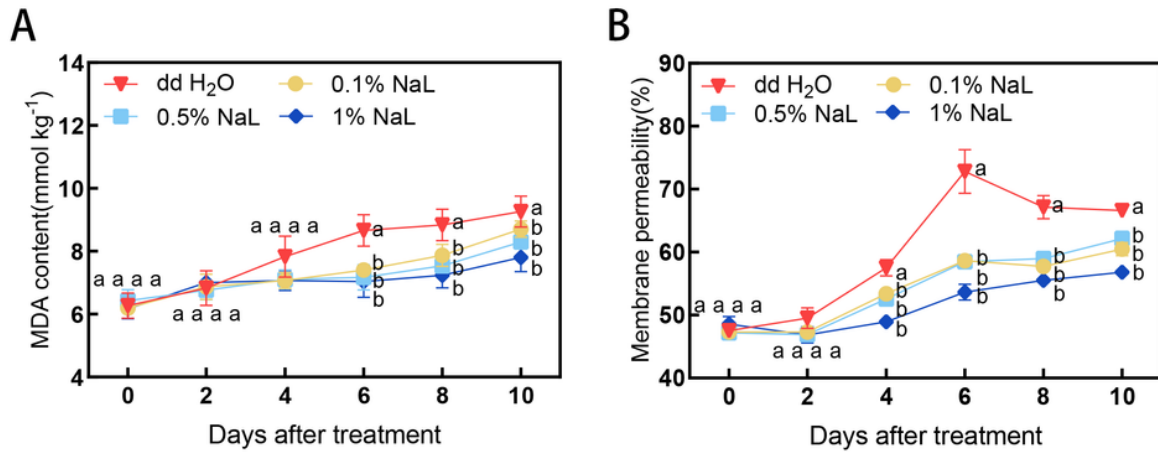 A
MDA content(mmol kg⁻¹)
14
12
10
8
6
4
dd H₂O
0.1% NaL
0.5% NaL
1% NaL
a a a a
a a a a
a a a a
a
b
b
b
a
b
b
b
a
b
b
b
0 2 4 6 8 10
Days after treatment
B
Membrane permeability(%)
90
80
70
60
50
40
dd H₂O
0.1% NaL
0.5% NaL
1% NaL
a a a a
a a a a
a
b
b
b
a
b
b
b
a
b
b
b
a
b
b
b
0 2 4 6 8 10
Days after treatment